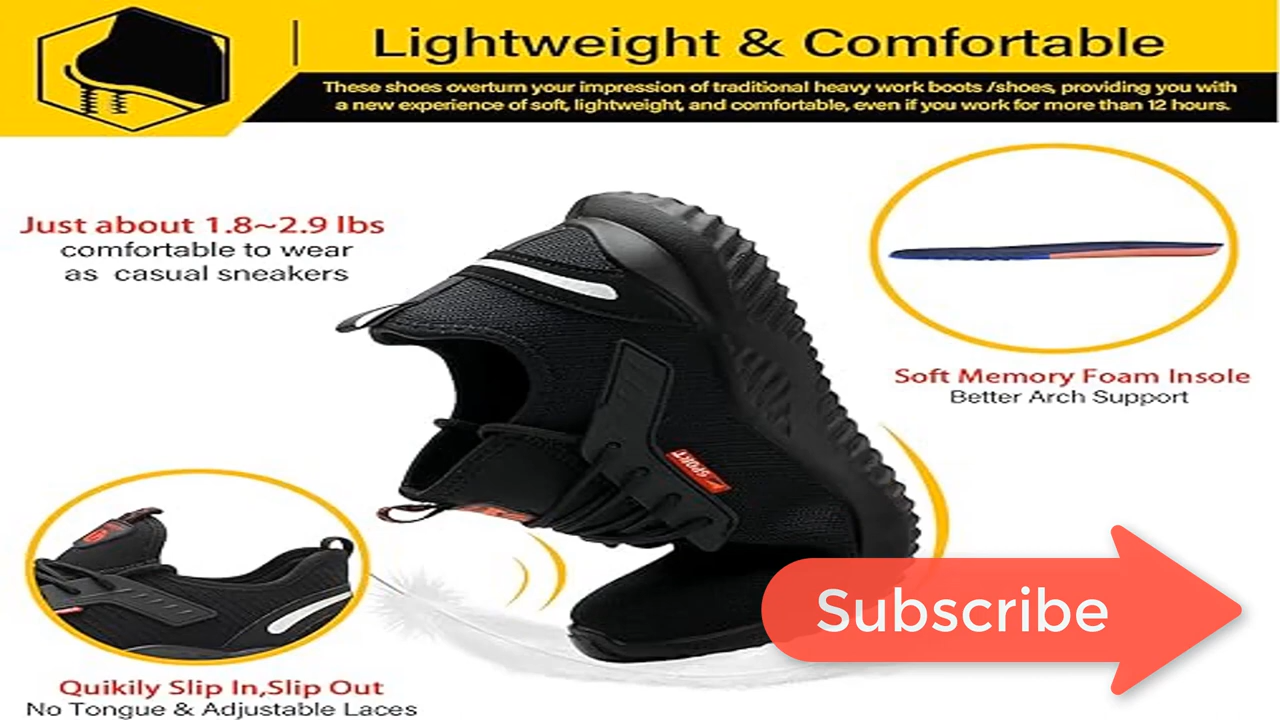 Lightweight & Comfortable
These shoes overturn your impression of traditional heavy work boots /shoes, providing you with
a new experience of soft, lightweight, and comfortable, even if you work for more than 12 hours.
Just about 1.8~2.9 lbs
comfortable to wear
as casual sneakers
Soft Memory Foam Insole
Better Arch Support
SPORT
Subscribe
Quikily Slip In,Slip Out
No Tongue & Adjustable Laces